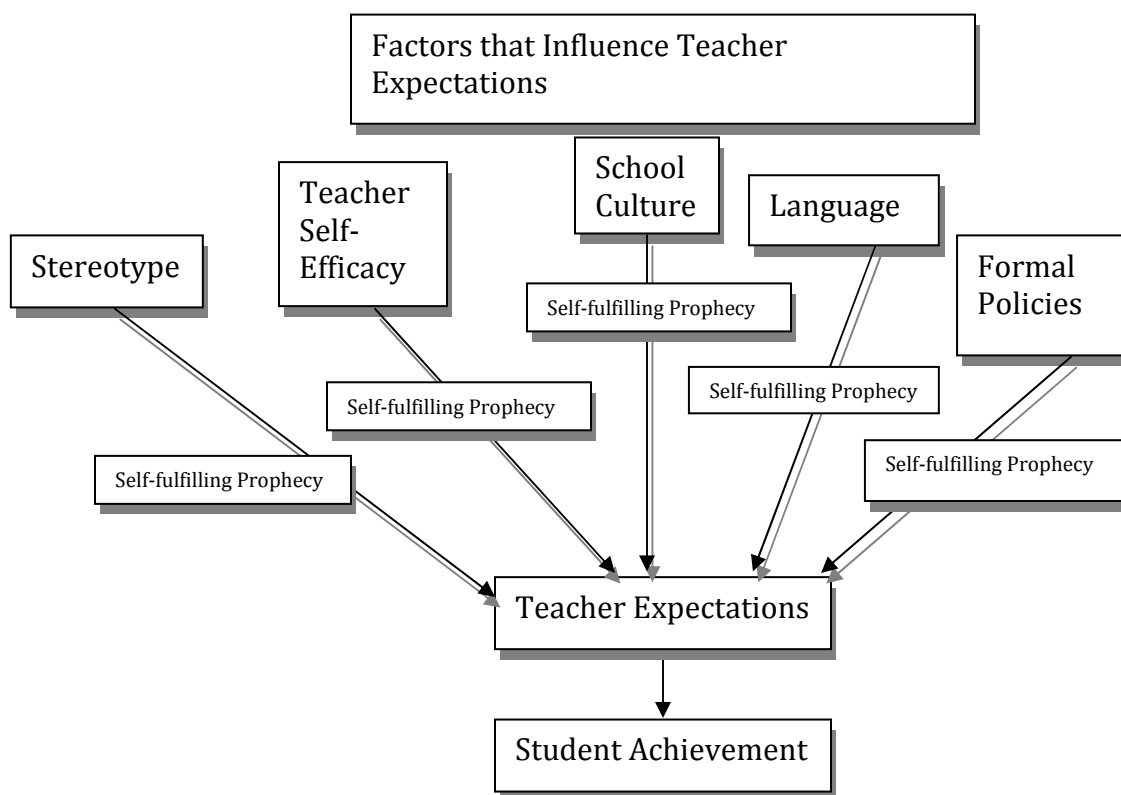 Factors that Influence Teacher
Expectations
Stereotype
Teacher
Self-
Efficacy
School
Culture
Language
Formal
Policies
Self-fulfilling Prophecy
Self-fulfilling Prophecy
Self-fulfilling Prophecy
Self-fulfilling Prophecy
Self-fulfilling Prophecy
Teacher Expectations
Student Achievement